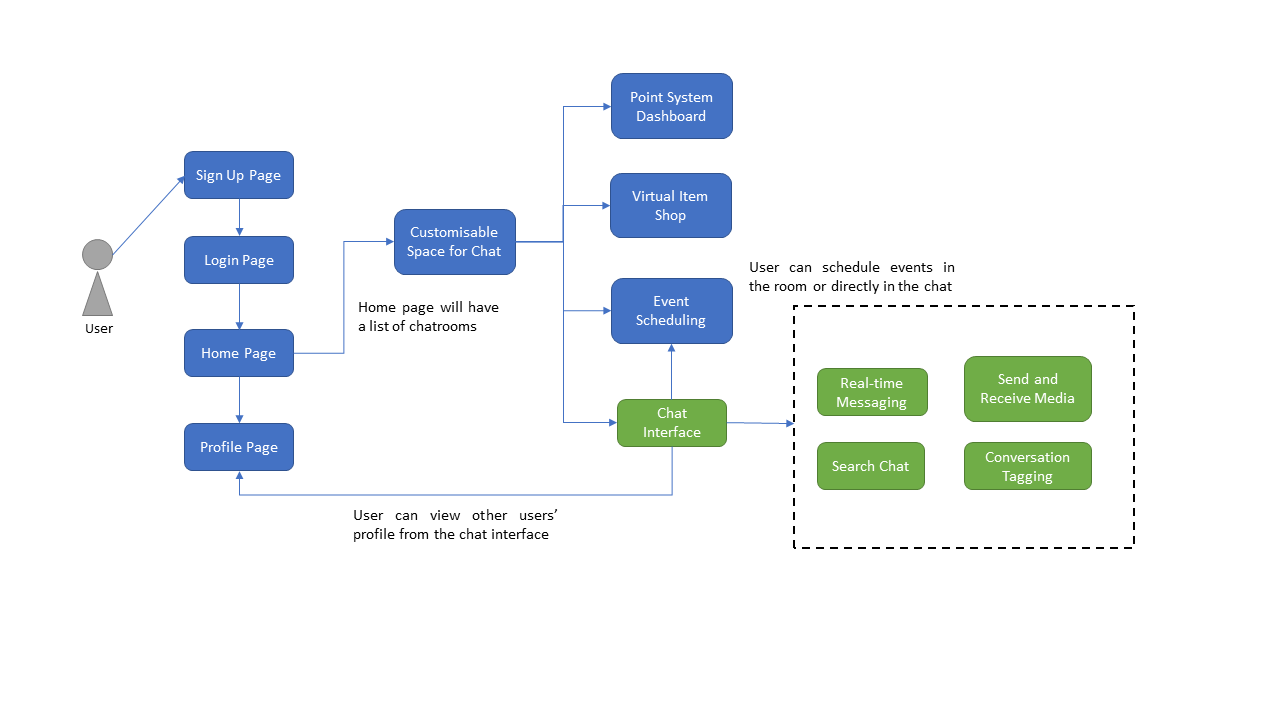 Point System
Dashboard
Sign Up Page
Virtual Item
Shop
Customisable
Space for Chat
Login Page
User can schedule events in
the room or directly in the chat
Event
Scheduling
Home page will have
a list of chatrooms
User
Home Page
Real-time
Messaging
Send and
Receive Media
Chat
Interface
Profile Page
Search Chat
Conversation
Tagging
User can view other users’
profile from the chat interface